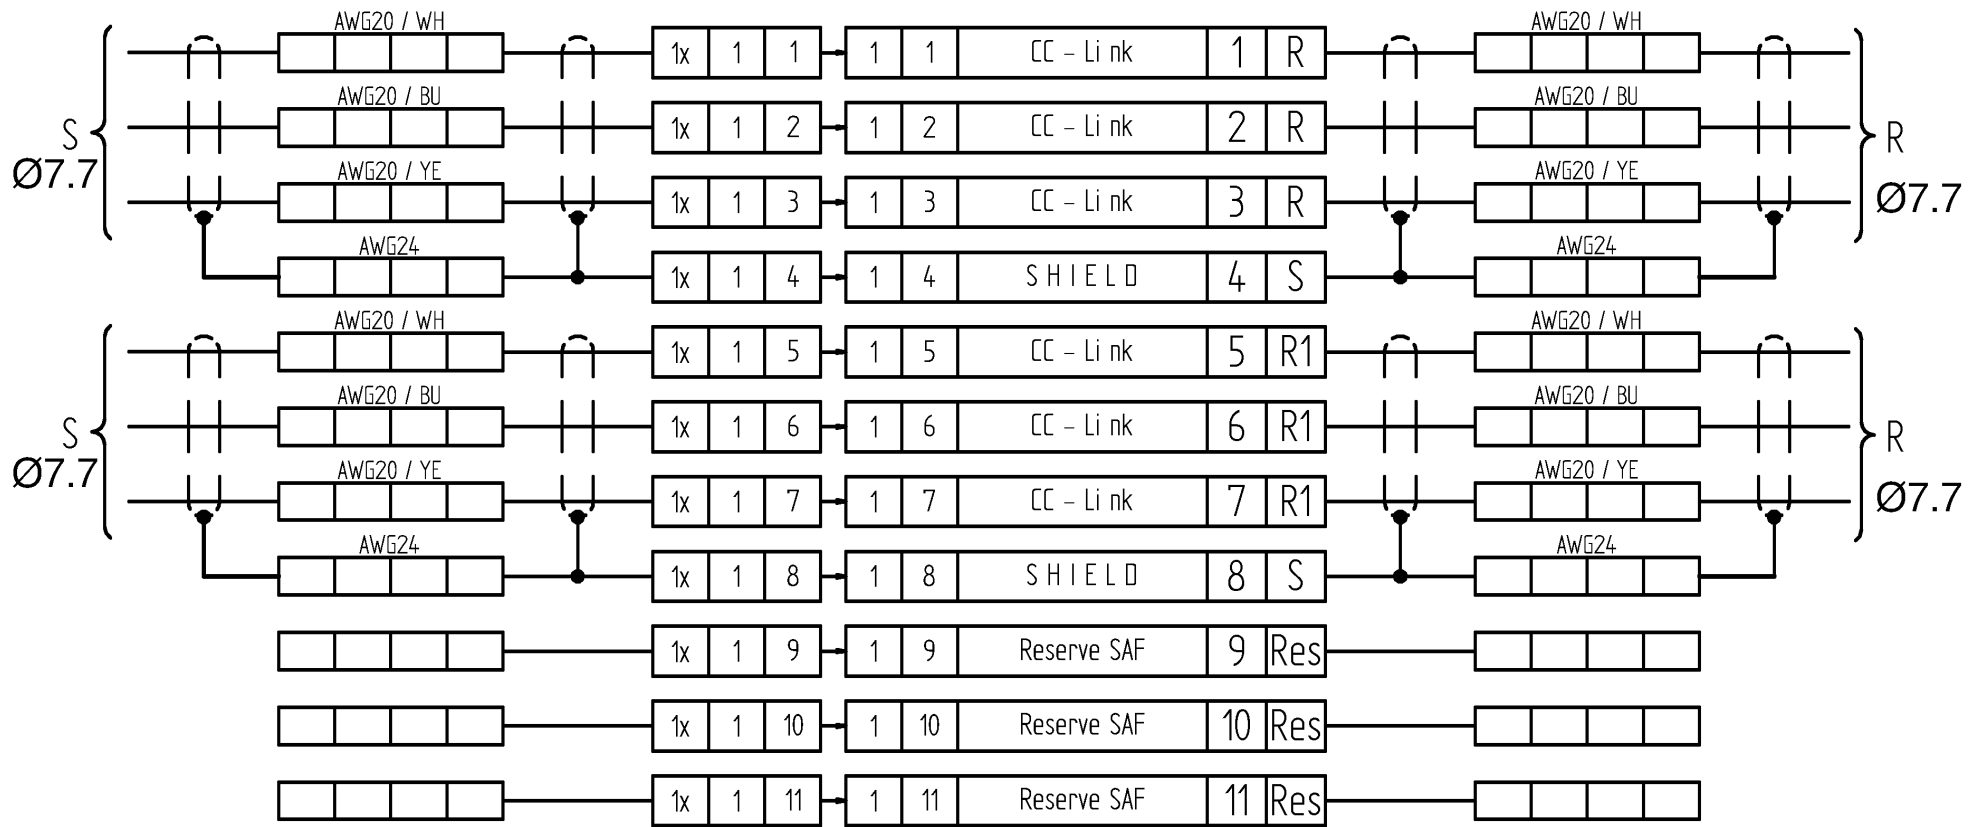 AWG20 / WH AWG20 / WH
1x 1 1 1 1 CC - Link 1 R
AWG20 / BU AWG20 / BU
S 1x 1 2 1 2 CC - Link 2 R R
Ø7.7 AWG20 / YE AWG20 / YE Ø7.7
1x 1 3 1 3 CC - Link 3 R
AWG24 AWG24
1x 1 4 1 4 SHIELD 4 S
AWG20 / WH AWG20 / WH
1x 1 5 1 5 CC - Link 5 R1
AWG20 / BU AWG20 / BU
S 1x 1 6 1 6 CC - Link 6 R1 R
Ø7.7 AWG20 / YE AWG20 / YE Ø7.7
1x 1 7 1 7 CC - Link 7 R1
AWG24 AWG24
1x 1 8 1 8 SHIELD 8 S
1x 1 9 1 9 Reserve SAF 9 Res
1x 1 10 1 10 Reserve SAF 10 Res
1x 1 11 1 11 Reserve SAF 11 Res